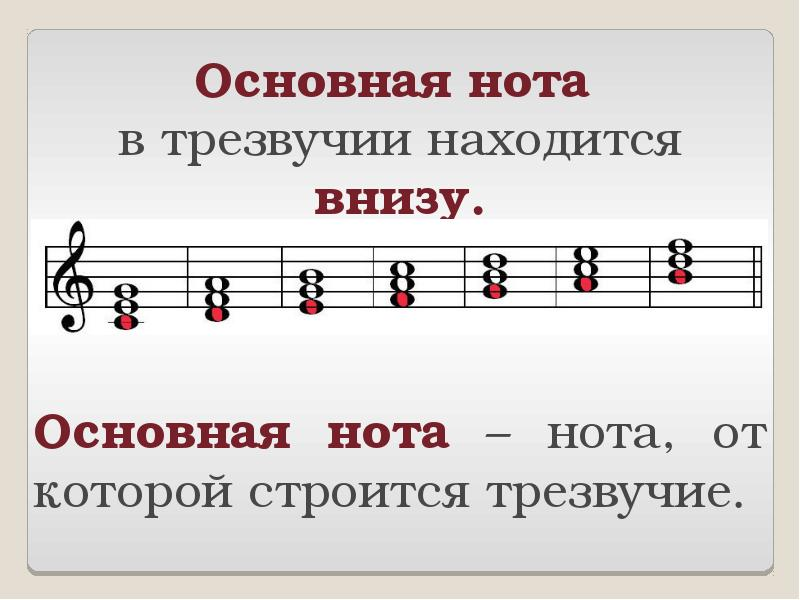 Основная нота
в трезвучии находится
внизу.
Основная нота – нота, от
которой строится трезвучие.